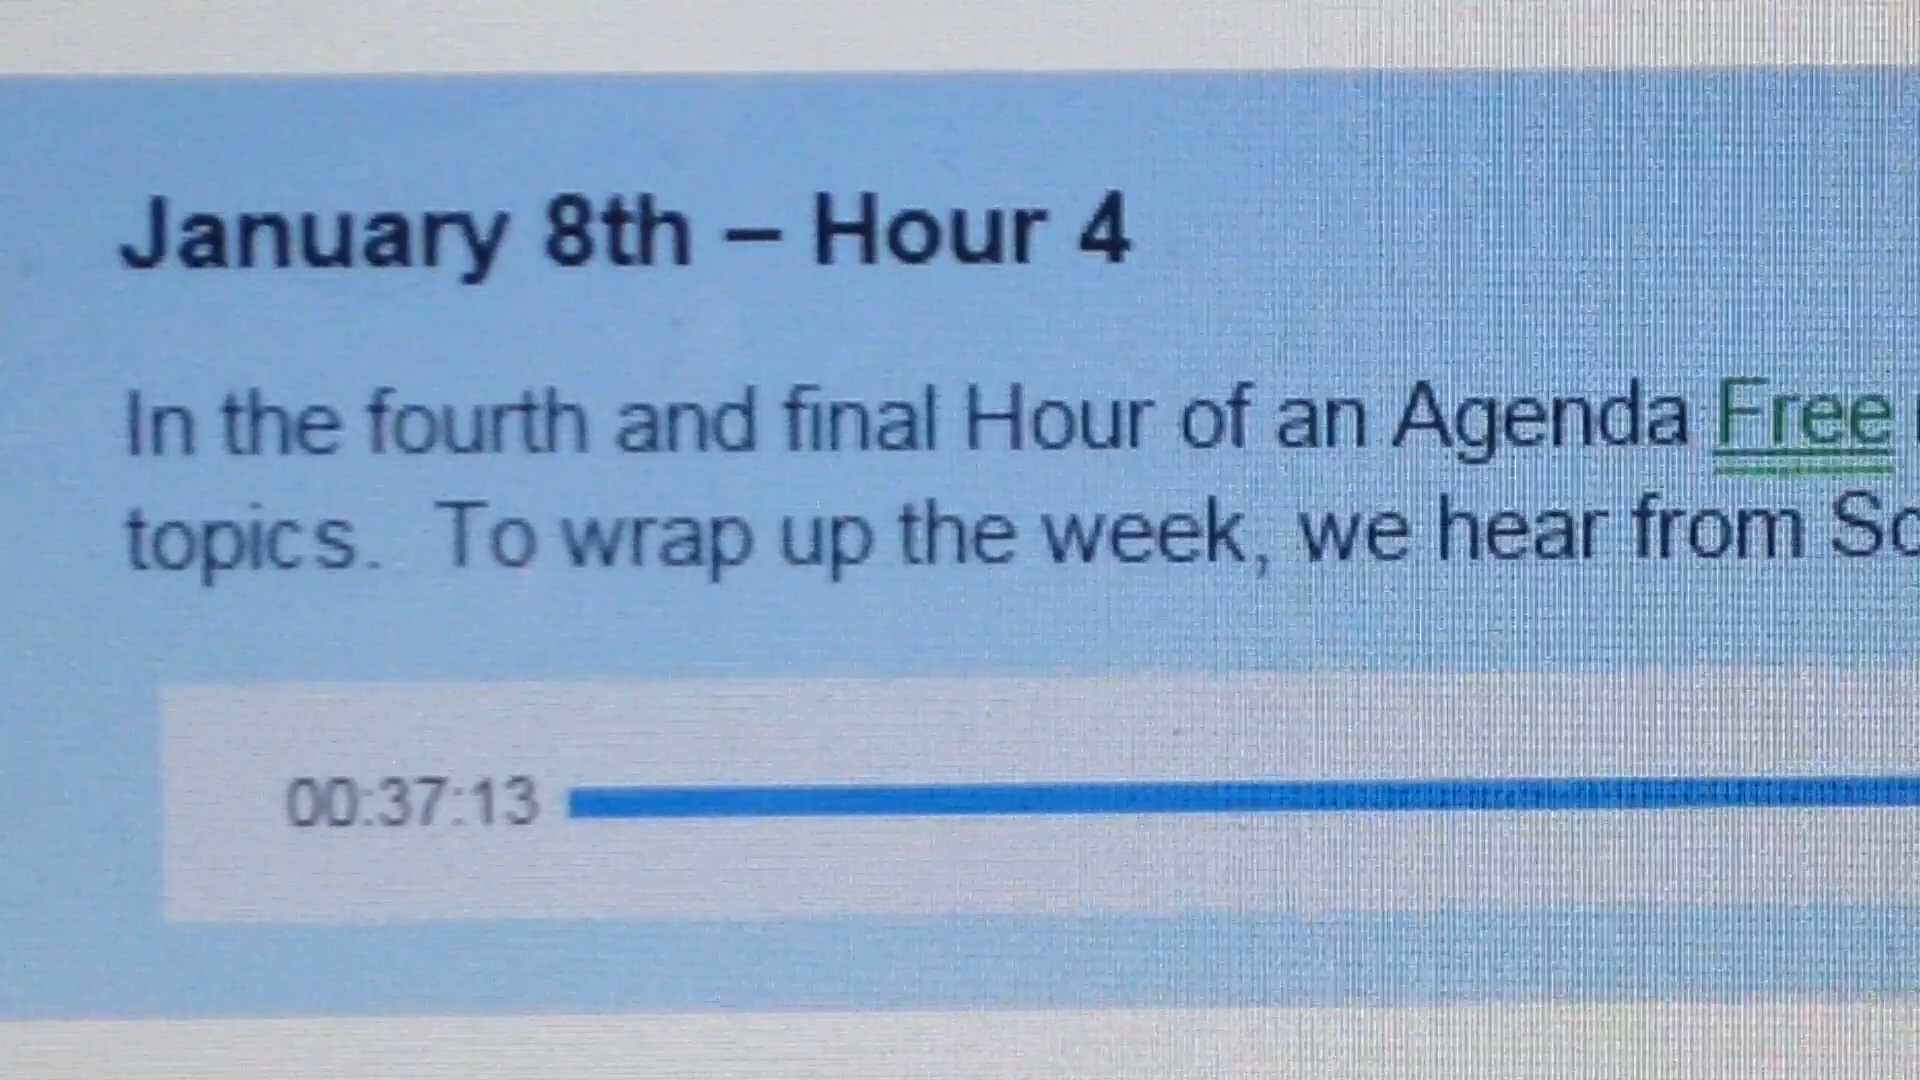 January 8th – Hour 4
In the fourth and final Hour of an Agenda Free
topics. To wrap up the week, we hear from
00:37:13